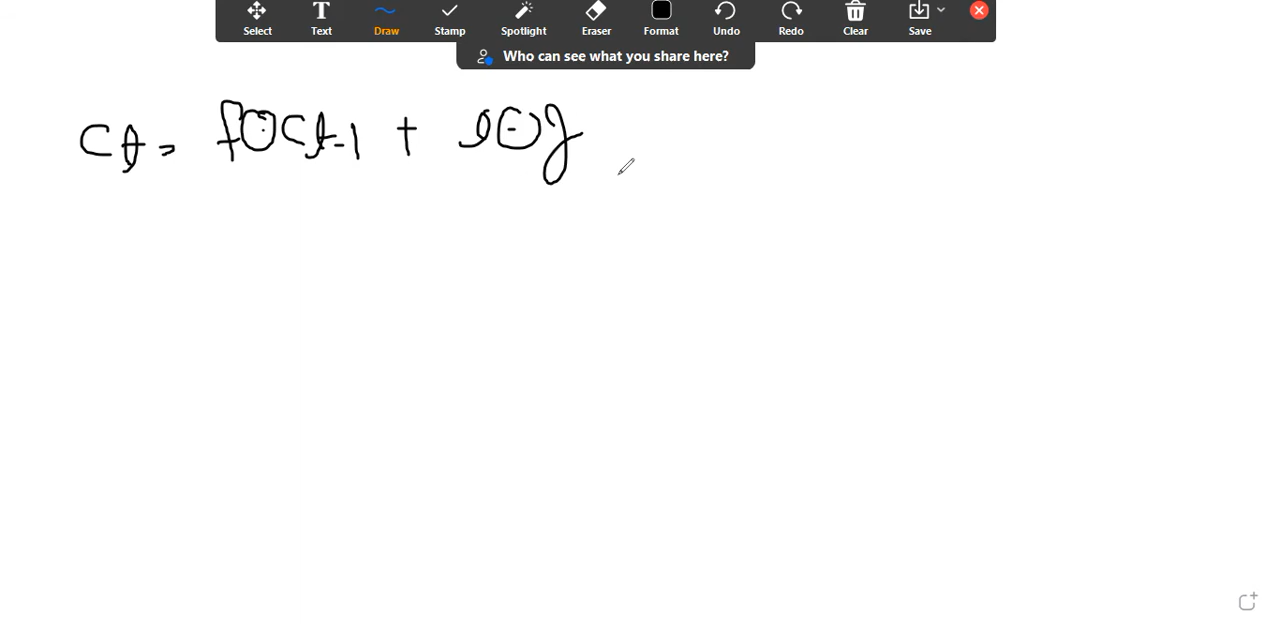 Select Text Draw Stamp Spotlight Eraser Format Undo Redo Clear Save
Who can see what you share here?
Ct = f⊙Ct-1 + i⊙g